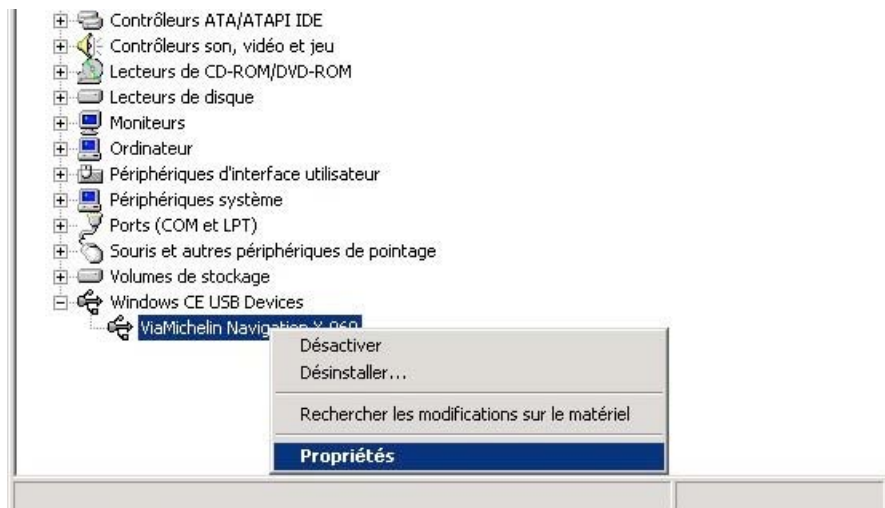 Contrôleurs ATA/ATAPI IDE
Contrôleurs son, vidéo et jeu
Lecteurs de CD-ROM/DVD-ROM
Lecteurs de disque
Moniteurs
Ordinateur
Périphériques d'interface utilisateur
Périphériques système
Ports (COM et LPT)
Souris et autres périphériques de pointage
Volumes de stockage
Windows CE USB Devices
ViaMichelin Navigation X-960
Désactiver
Désinstaller...
Rechercher les modifications sur le matériel
Propriétés